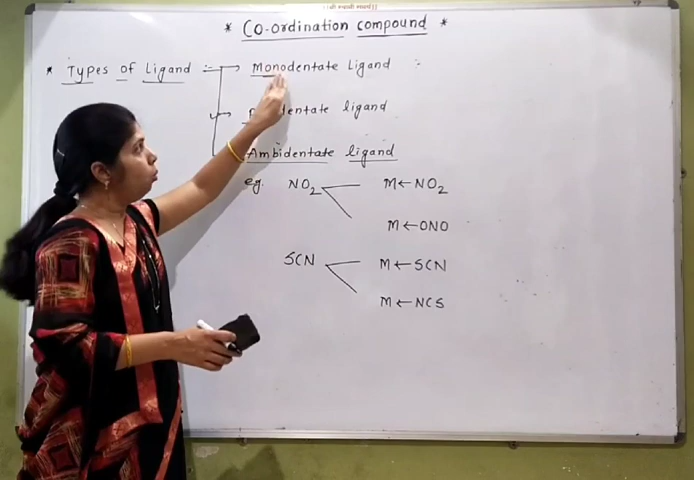 ||श्री स्वामी समर्थ||
* Co-ordination compound *
* Types of Ligand :- → Monodentate Ligand :
→ dentate ligand
Ambidentate ligand
eg. NO2 M←NO2
M←ONO
SCN M←SCN
M←NCS